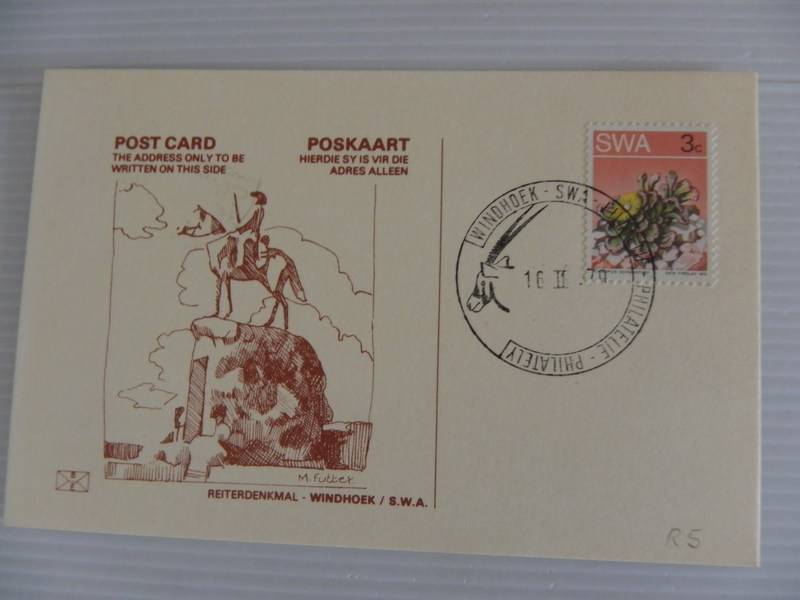 POST CARD
THE ADDRESS ONLY TO BE
WRITTEN ON THIS SIDE
POSKAART
HIERDIE SY IS VIR DIE
ADRES ALLEEN
M. Futter
REITERDENKMAL - WINDHOEK / S.W.A.
SWA 3c
WINDHOEK - SWA -
PHILATELIE - PHILATELY
16 II .79
R5